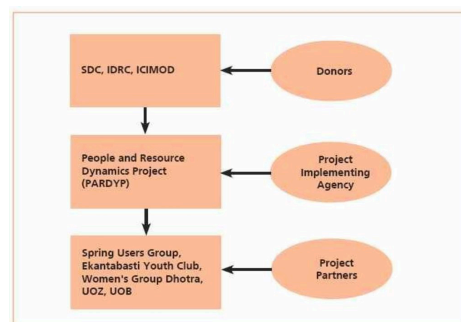 SDC, IDRC, ICIMOD
Donors
People and Resource
Dynamics Project
(PARDYP)
Project
Implementing
Agency
Spring Users Group,
Ekantabasti Youth Club,
Women's Group Dhotra,
UOZ, UOB
Project
Partners